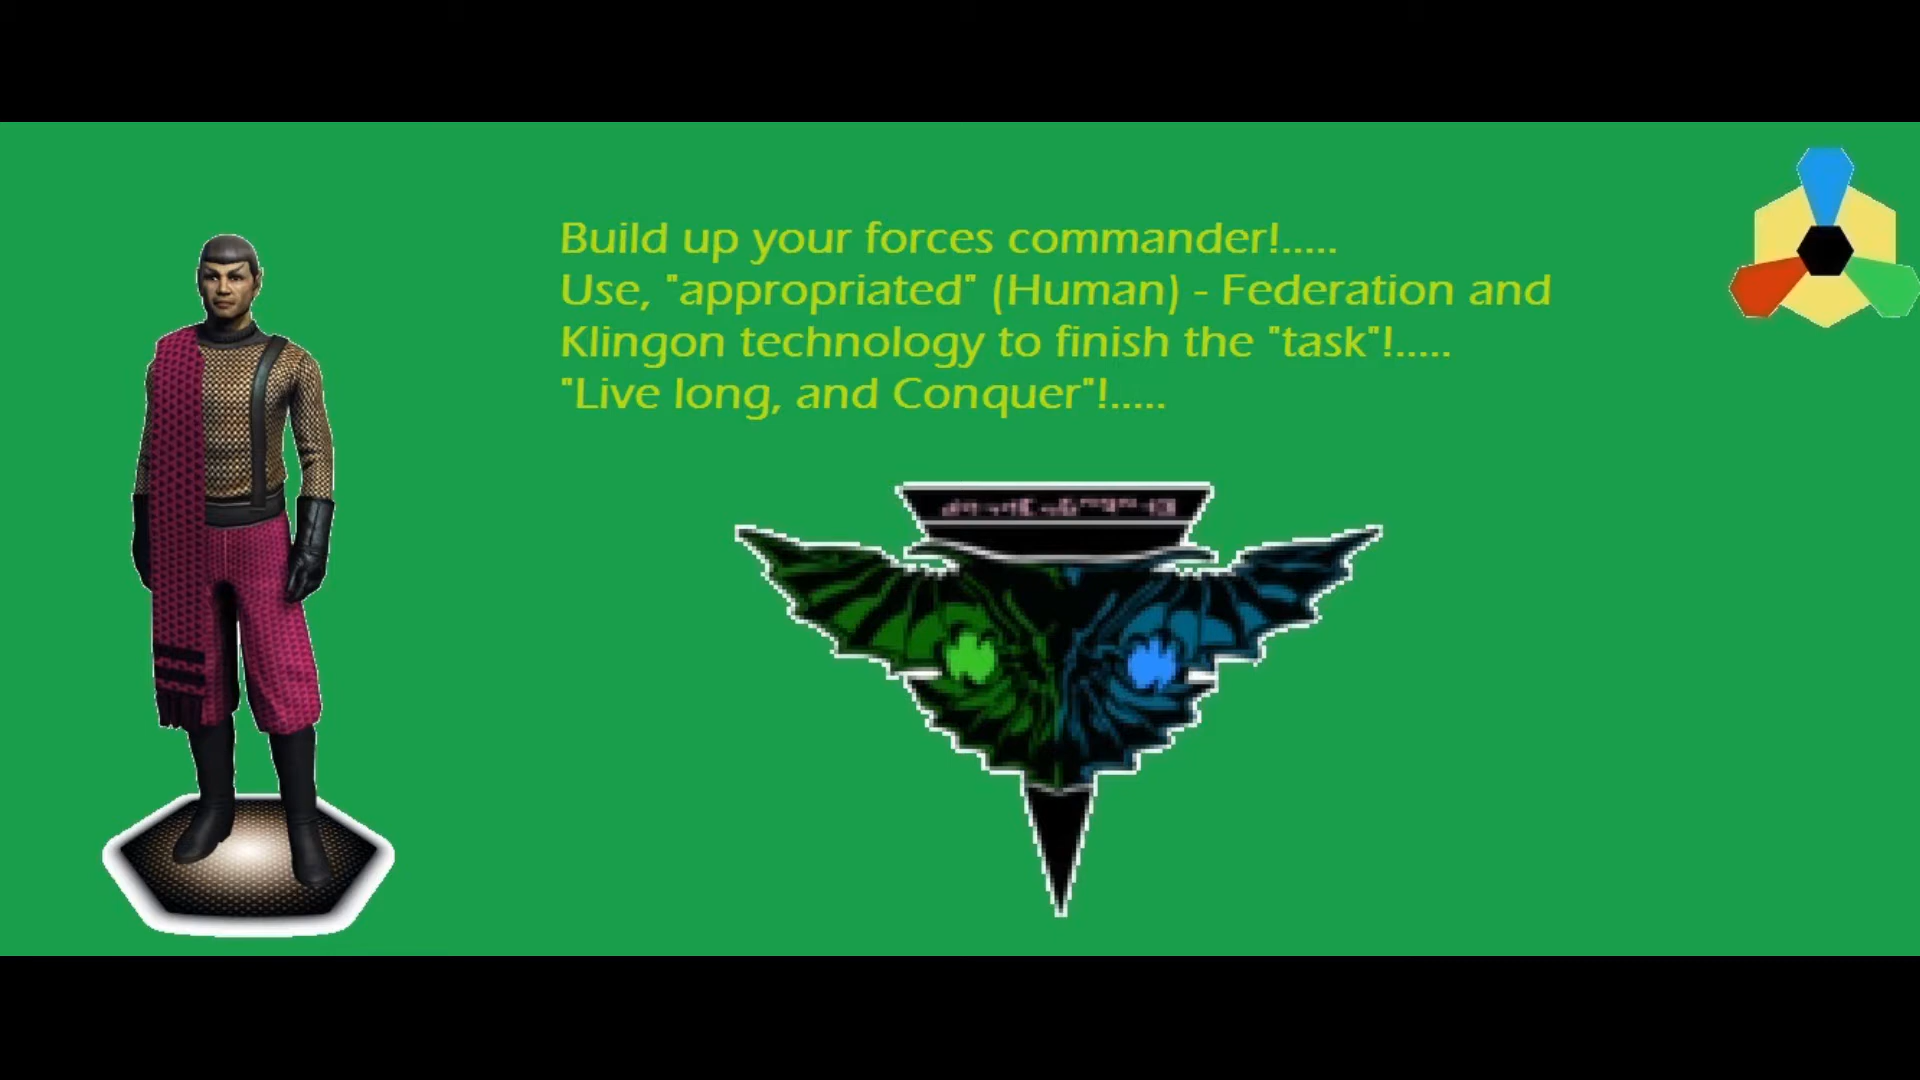 Build up your forces commander!.....
Use, "appropriated" (Human) - Federation and
Klingon technology to finish the "task"!.....
"Live long, and Conquer"!.....